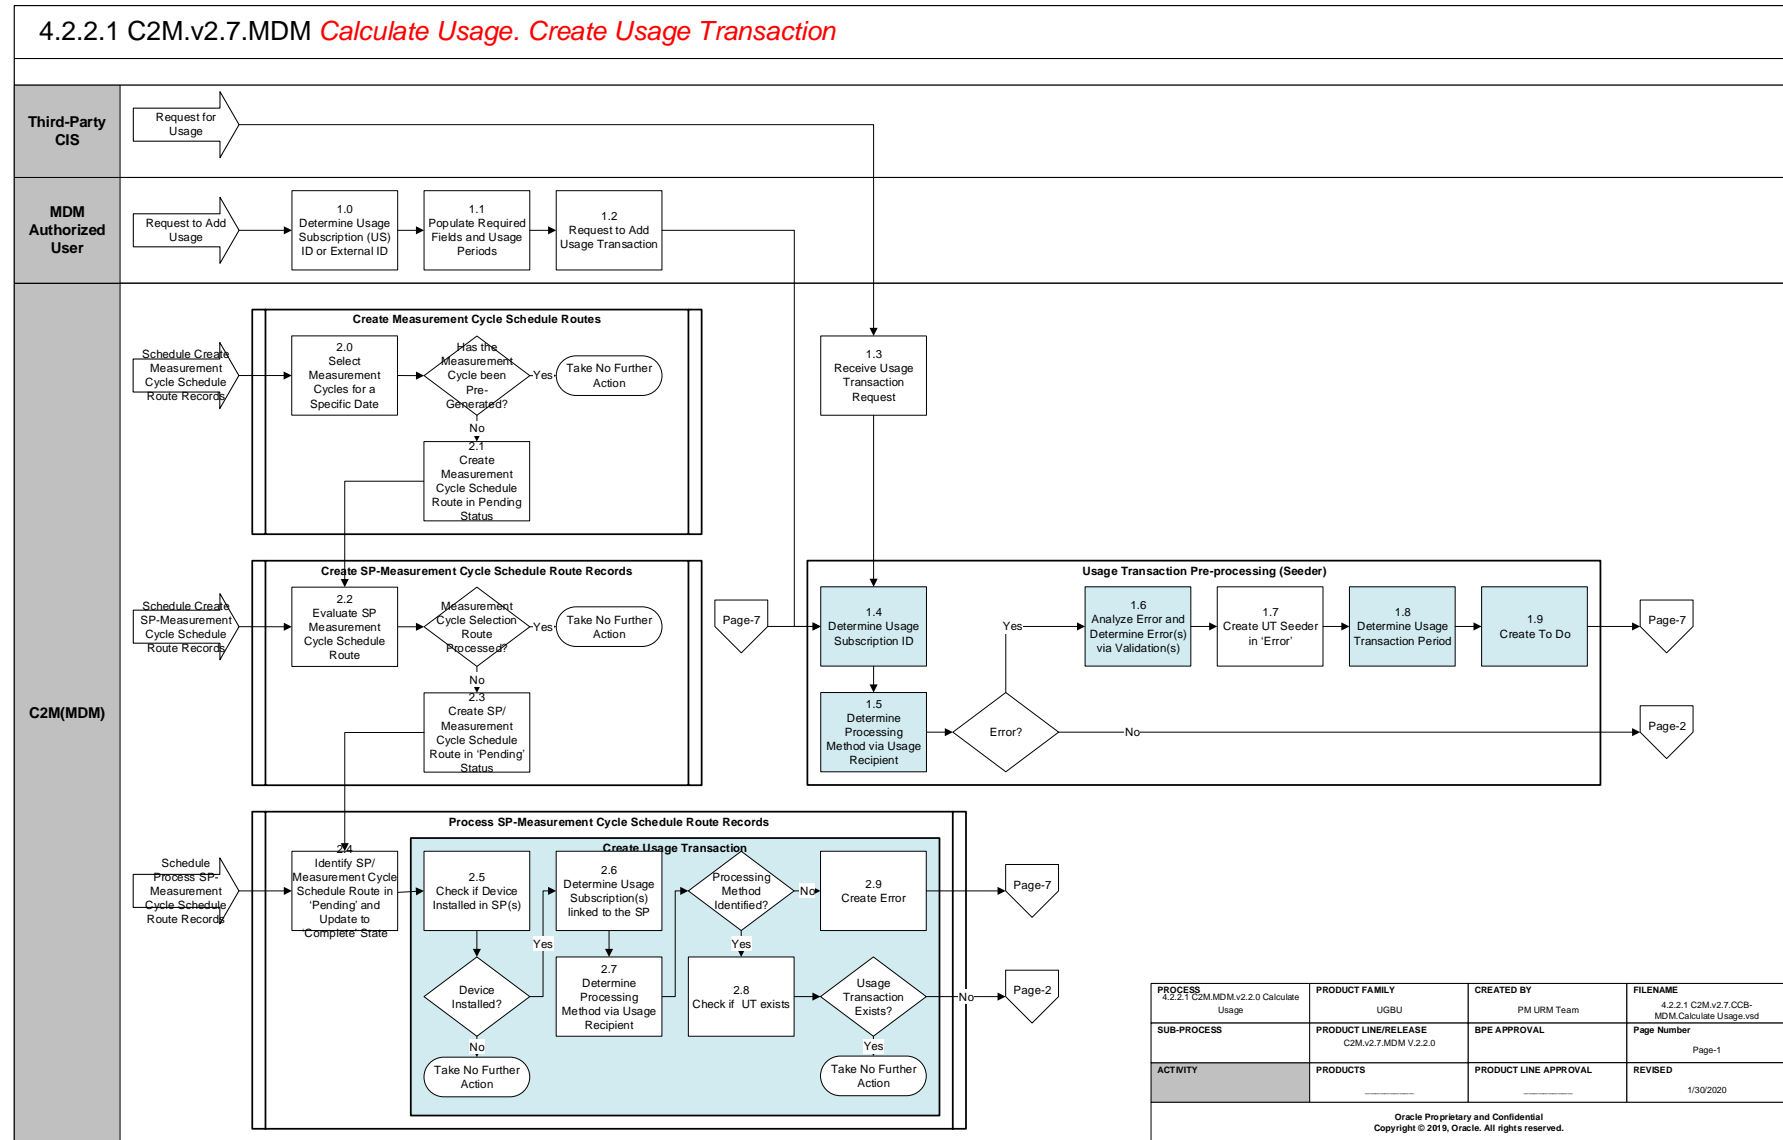 4.2.2.1 C2M.v2.7.MDM Calculate Usage. Create Usage Transaction
Third-Party
CIS
Request for
Usage
MDM
Authorized
User
Request to Add
Usage
1.0
Determine Usage
Subscription (US)
ID or External ID
1.1
Populate Required
Fields and Usage
Periods
1.2
Request to Add
Usage Transaction
C2M(MDM)
Create Measurement Cycle Schedule Routes
Schedule Create
Measurement
Cycle Schedule
Route Records
2.0
Select
Measurement
Cycles for a
Specific Date
Has the
Measurement
Cycle been
Pre-
Generated?
Yes
Take No Further
Action
No
2.1
Create
Measurement
Cycle Schedule
Route in Pending
Status
1.3
Receive Usage
Transaction
Request
Create SP-Measurement Cycle Schedule Route Records
Schedule Create
SP-Measurement
Cycle Schedule
Route Records
2.2
Evaluate SP
Measurement
Cycle Schedule
Route
Measurement
Cycle Selection
Route
Processed?
Yes
Take No Further
Action
No
2.3
Create SP/
Measurement
Cycle Schedule
Route in 'Pending'
Status
Page-7
Usage Transaction Pre-processing (Seeder)
1.4
Determine Usage
Subscription ID
1.5
Determine
Processing
Method via Usage
Recipient
Error?
Yes
No
1.6
Analyze Error and
Determine Error(s)
via Validation(s)
1.7
Create UT Seeder
in 'Error'
1.8
Determine Usage
Transaction Period
1.9
Create To Do
Page-7
Page-2
Process SP-Measurement Cycle Schedule Route Records
Schedule
Process SP-
Measurement
Cycle Schedule
Route Records
2.4
Identify SP/
Measurement Cycle
Schedule Route in
'Pending' and
Update to
'Complete' State
Create Usage Transaction
2.5
Check if Device
Installed in SP(s)
Device
Installed?
Yes
No
Take No Further
Action
2.6
Determine Usage
Subscription(s)
linked to the SP
2.7
Determine
Processing
Method via Usage
Recipient
Processing
Method
Identified?
No
Yes
2.8
Check if UT exists
2.9
Create Error
Usage
Transaction
Exists?
No
Yes
Take No Further
Action
Page-7
Page-2
PROCESS
4.2.2.1 C2M.MDM.v2.2.0 Calculate
Usage
PRODUCT FAMILY
UGBU
CREATED BY
PM URM Team
FILENAME
4.2.2.1 C2M.v2.7.CCB-
MDM.Calculate Usage.vsd
SUB-PROCESS
PRODUCT LINE/RELEASE
C2M.v2.7.MDM V.2.2.0
BPE APPROVAL
Page Number
Page-1
ACTIVITY
PRODUCTS
PRODUCT LINE APPROVAL
REVISED
1/30/2020
Oracle Proprietary and Confidential
Copyright © 2019, Oracle. All rights reserved.